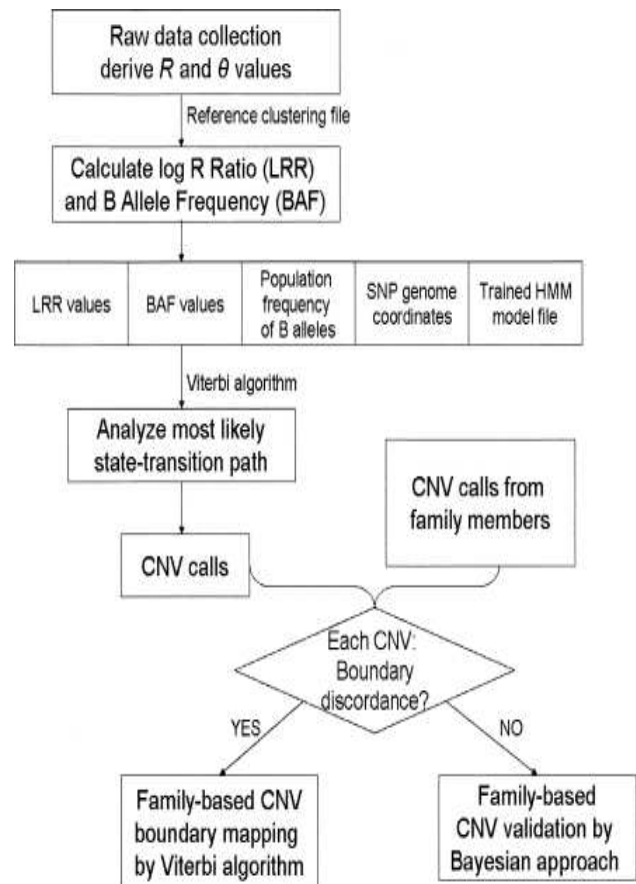 Raw data collection
derive R and θ values
Reference clustering file
Calculate log R Ratio (LRR)
and B Allele Frequency (BAF)
LRR values
BAF values
Population
frequency
of B alleles
SNP genome
coordinates
Trained HMM
model file
Viterbi algorithm
Analyze most likely
state-transition path
CNV calls from
family members
CNV calls
Each CNV:
Boundary
discordance?
YES
NO
Family-based CNV
boundary mapping
by Viterbi algorithm
Family-based
CNV validation by
Bayesian approach